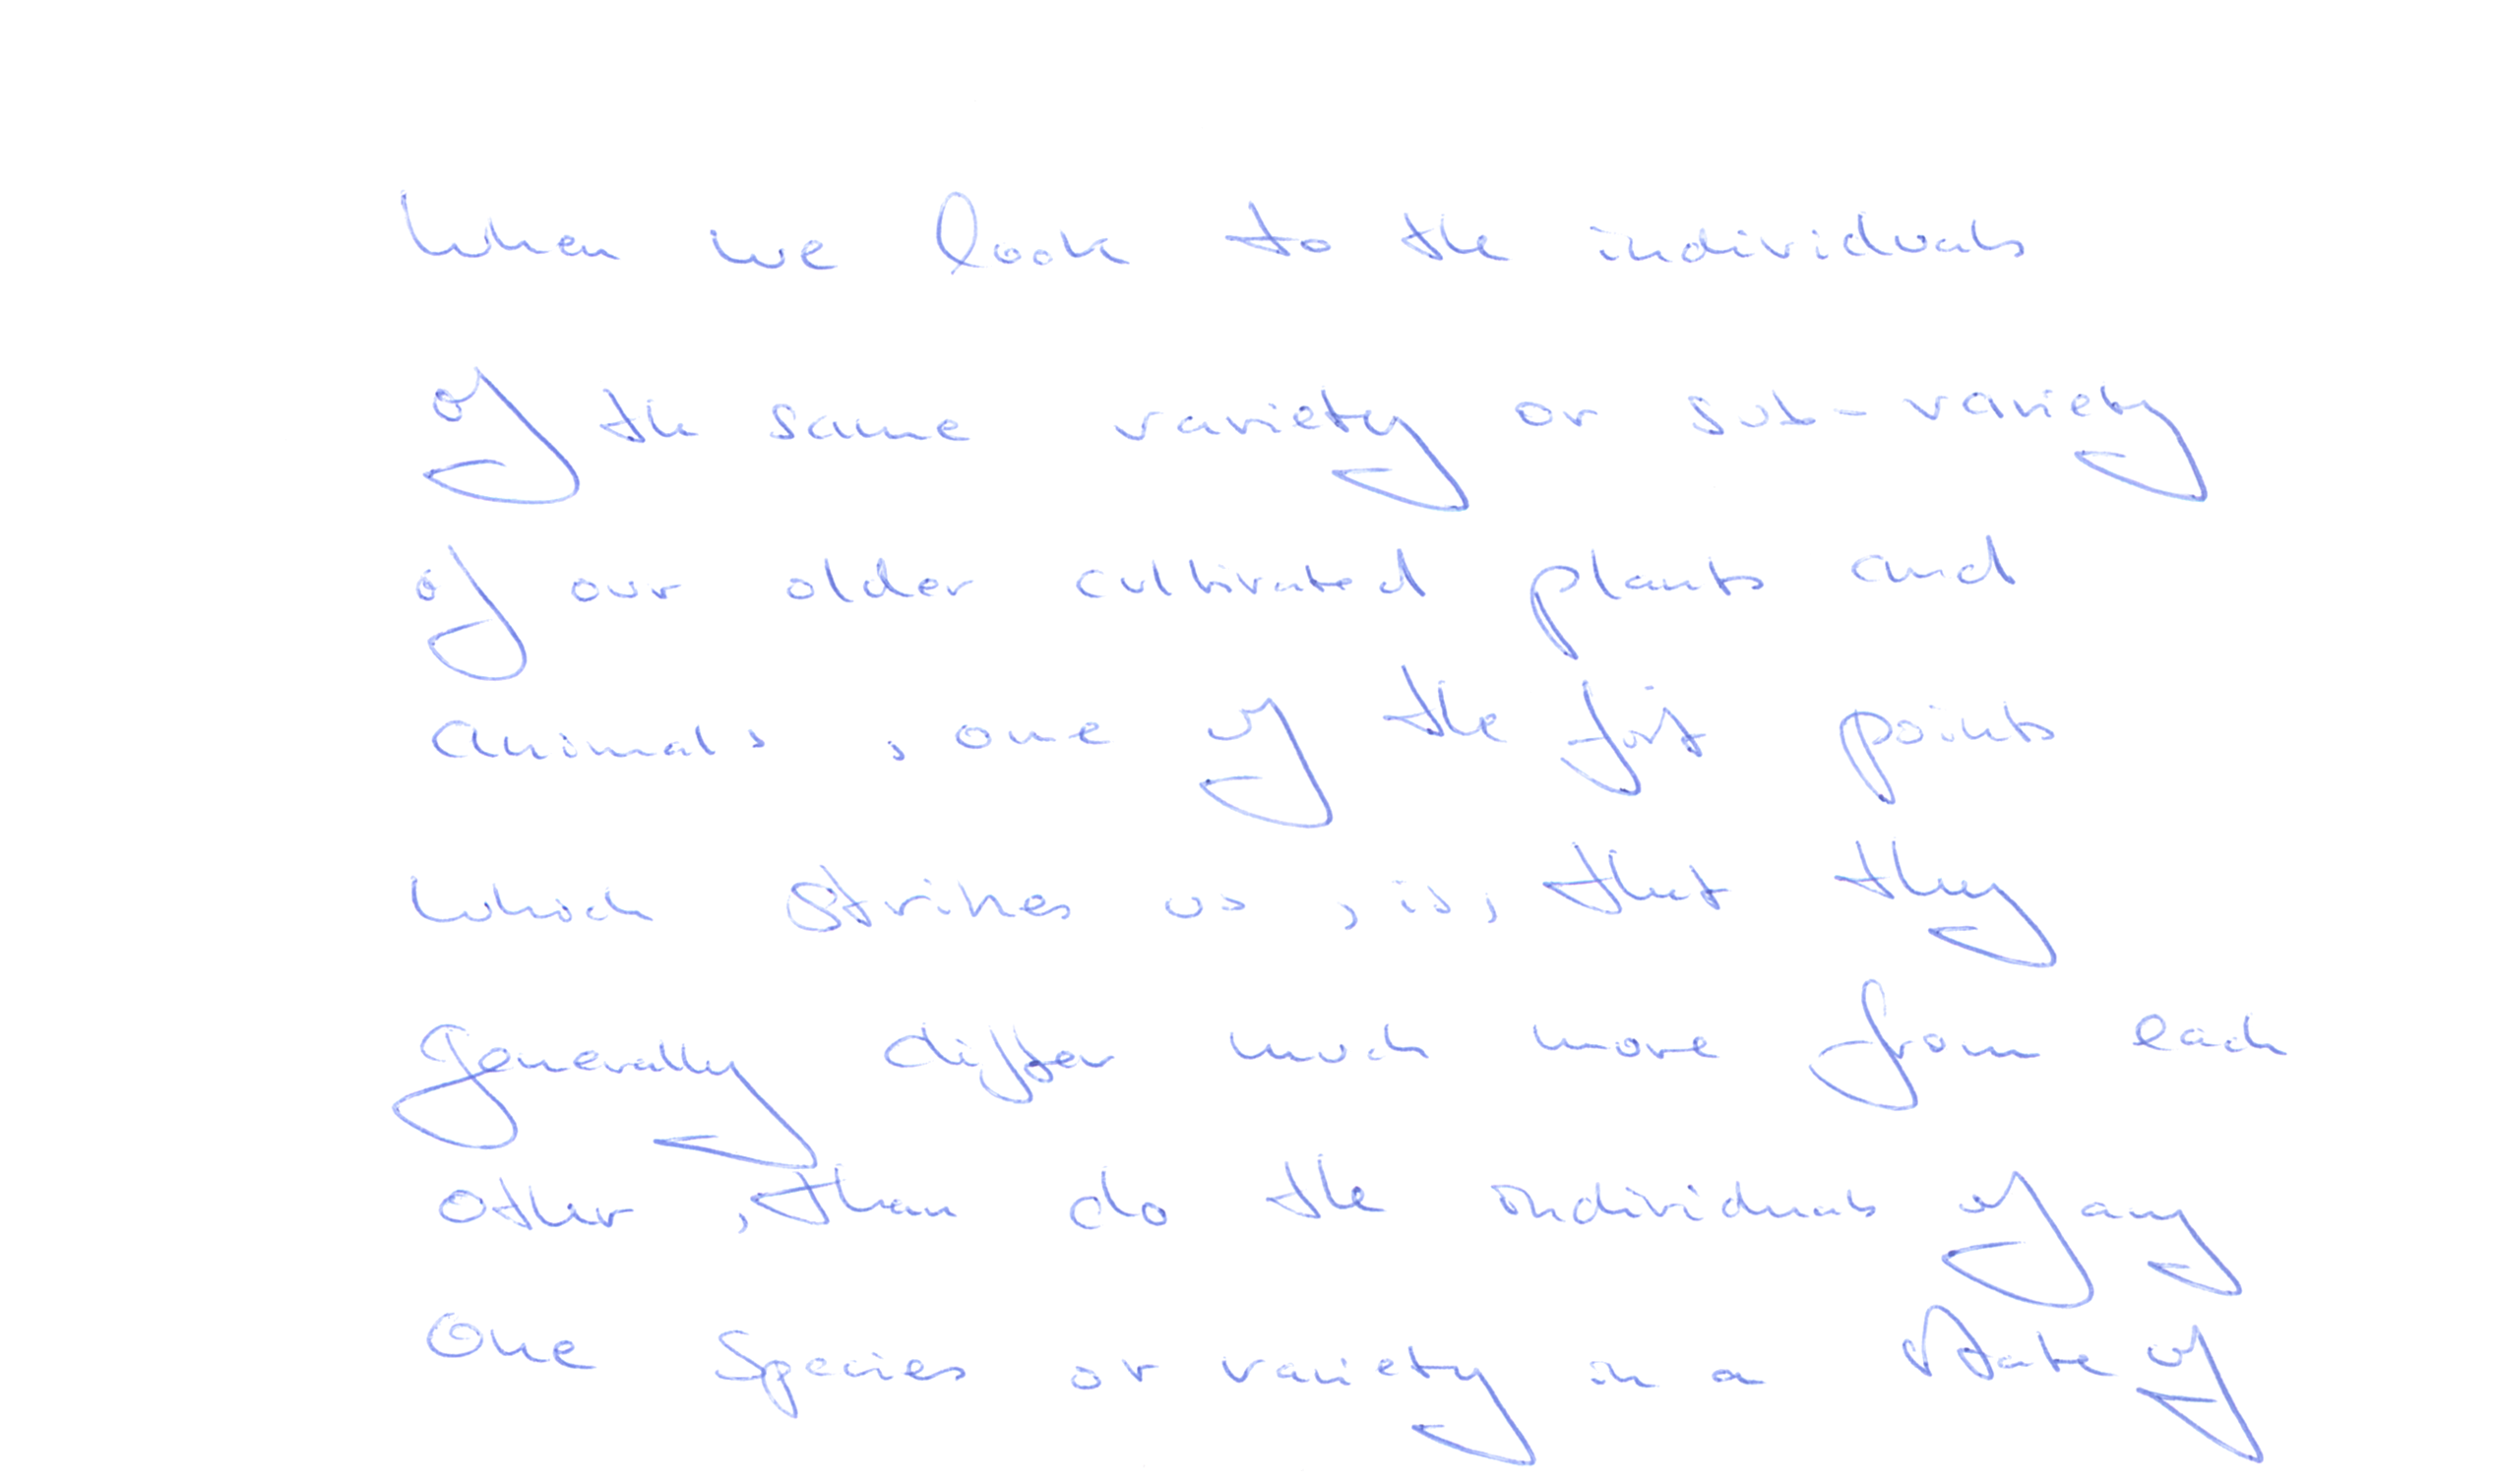 When we look to the individuals
of the same variety or sub-variety
of our older cultivated plants and
animals, one of the first points
which strikes us, is, that they
generally differ much more from each
other, than do the individuals of any
one species or variety in a state of